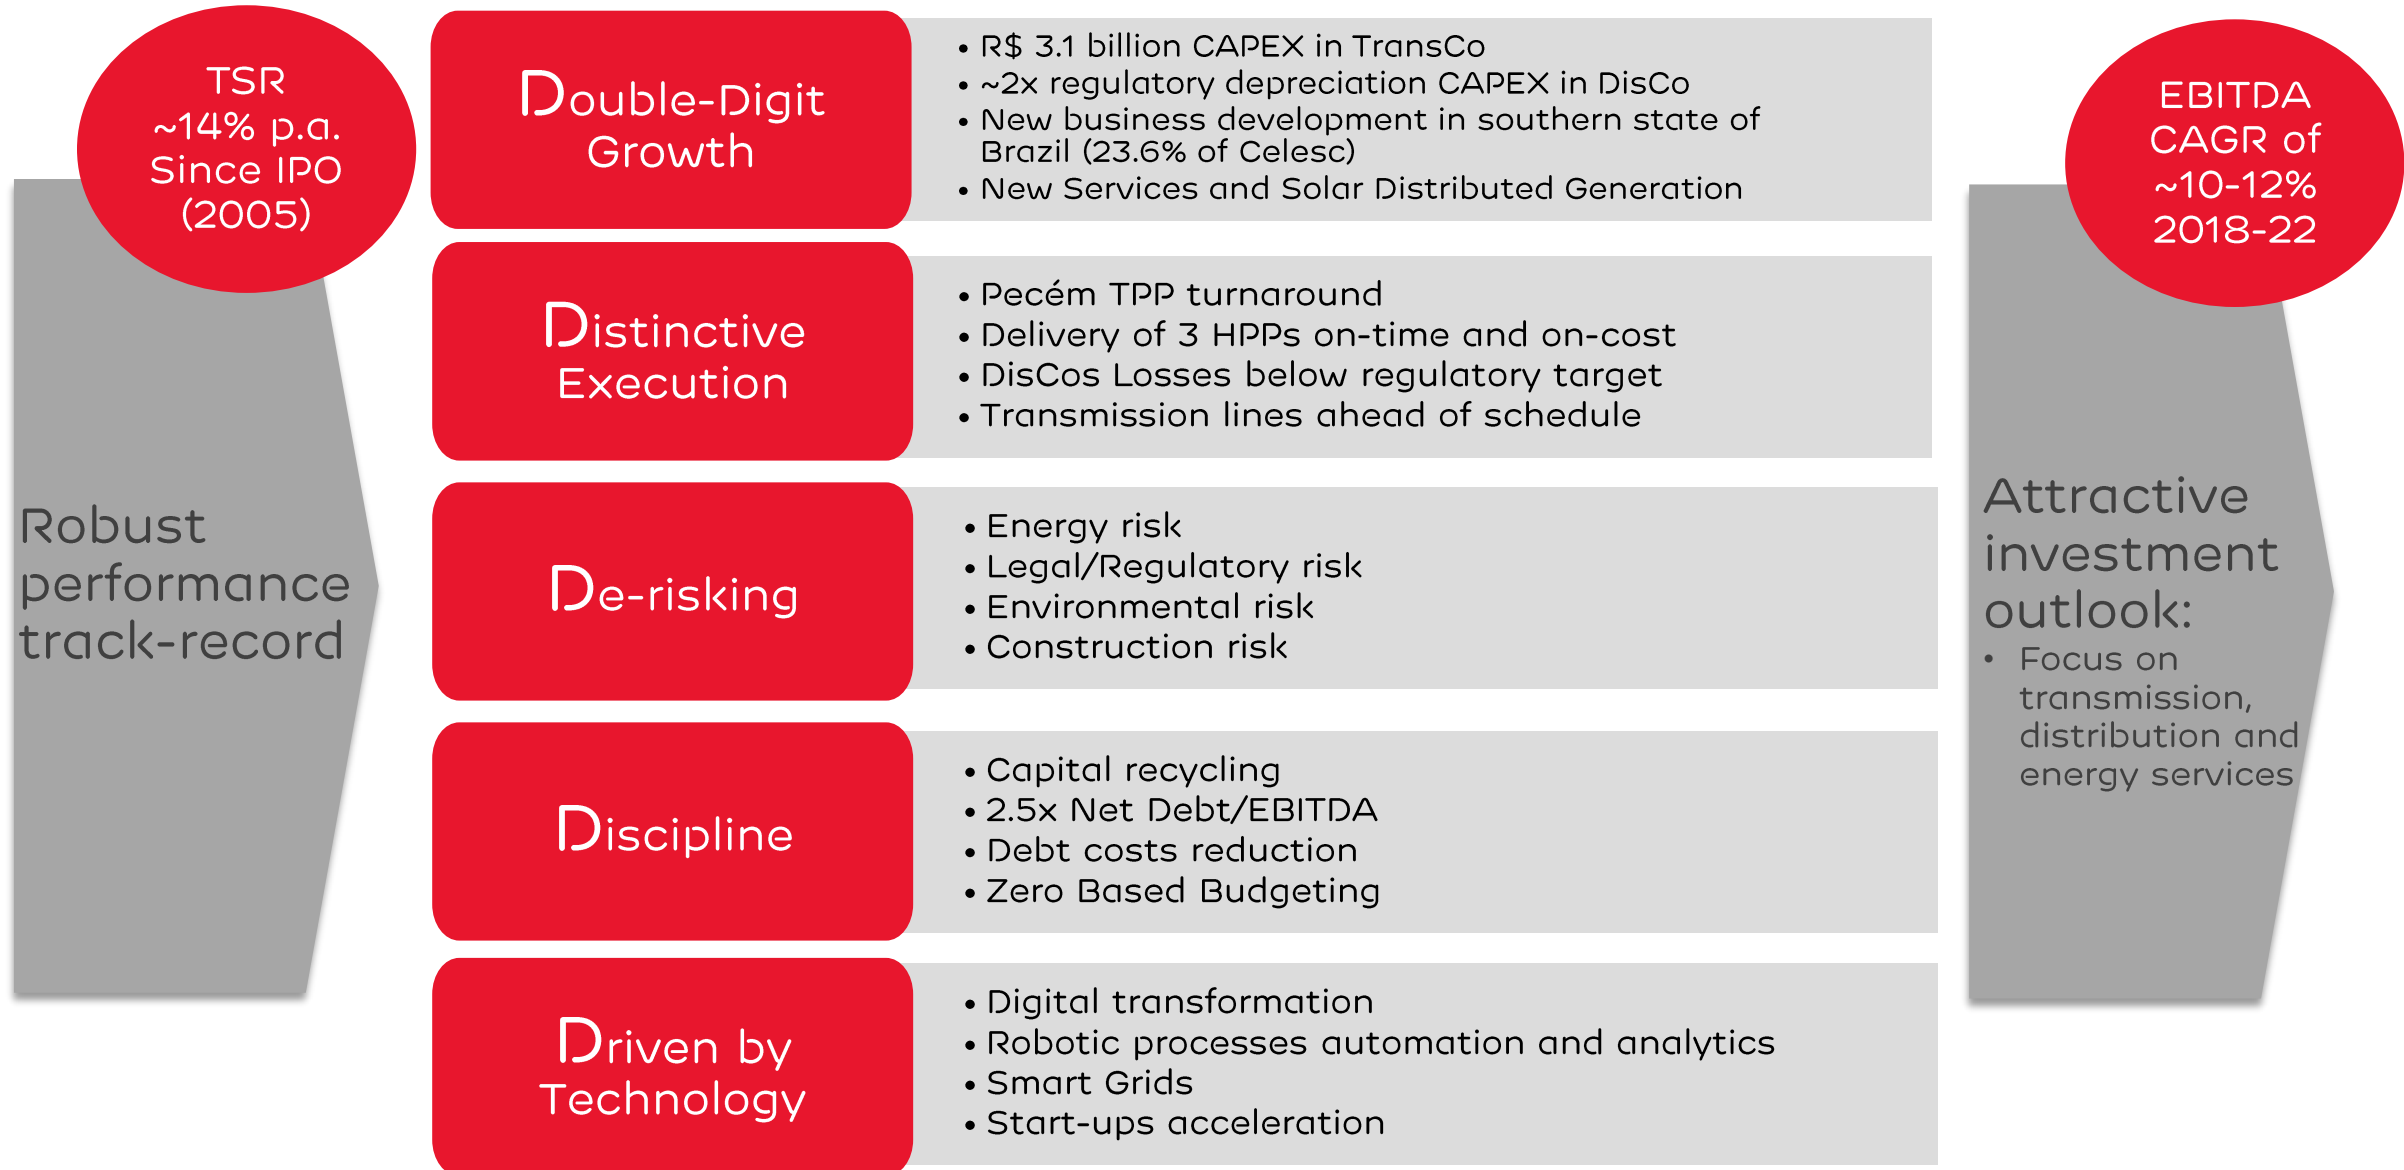 TSR
~14% p.a.
Since IPO
(2005)
Robust
performance
track-record
Double-Digit
Growth
• R$ 3.1 billion CAPEX in TransCo
• ~2x regulatory depreciation CAPEX in DisCo
• New business development in southern state of
Brazil (23.6% of Celesc)
• New Services and Solar Distributed Generation
Distinctive
Execution
• Pecém TPP turnaround
• Delivery of 3 HPPs on-time and on-cost
• DisCos Losses below regulatory target
• Transmission lines ahead of schedule
De-risking
• Energy risk
• Legal/Regulatory risk
• Environmental risk
• Construction risk
Discipline
• Capital recycling
• 2.5x Net Debt/EBITDA
• Debt costs reduction
• Zero Based Budgeting
Driven by
Technology
• Digital transformation
• Robotic processes automation and analytics
• Smart Grids
• Start-ups acceleration
EBITDA
CAGR of
~10-12%
2018-22
Attractive
investment
outlook:
• Focus on
transmission,
distribution and
energy services